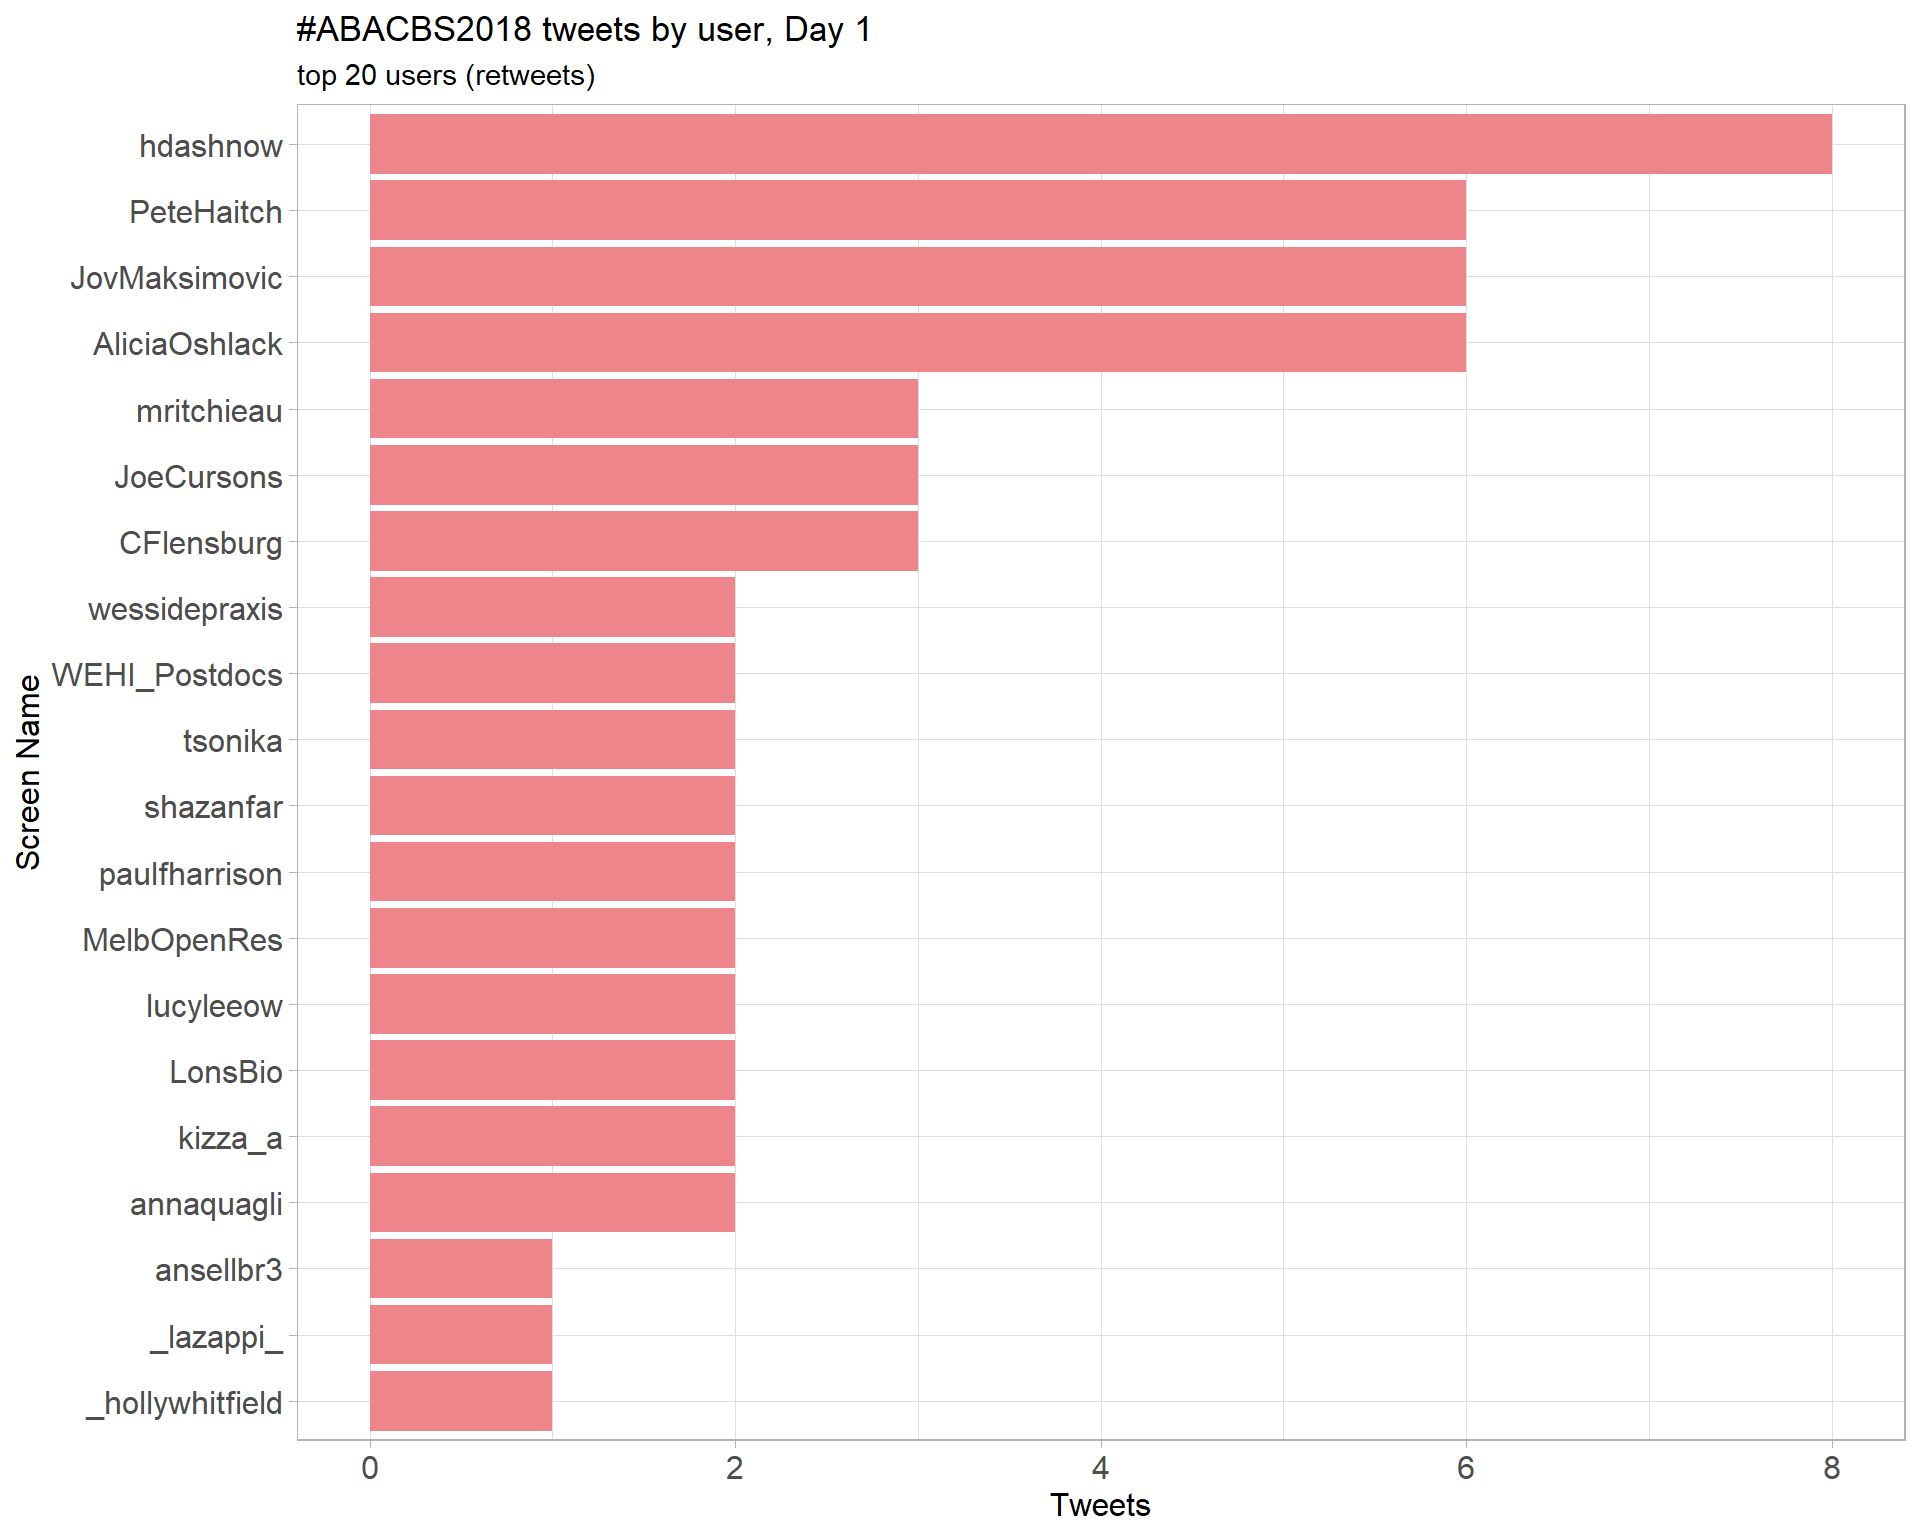 #ABACBS2018 tweets by user, Day 1
top 20 users (retweets)
hdashnow
PeteHaitch
JovMaksimovic
AliciaOshlack
mritchieau
JoeCursons
CFlensburg
wessidepraxis
WEHI_Postdocs
tsonika
shazanfar
paulfharrison
MelbOpenRes
lucyleeow
LonsBio
kizza_a
annaquagli
ansellbr3
_lazappi_
_hollywhitfield
Screen Name
0 2 4 6 8
Tweets